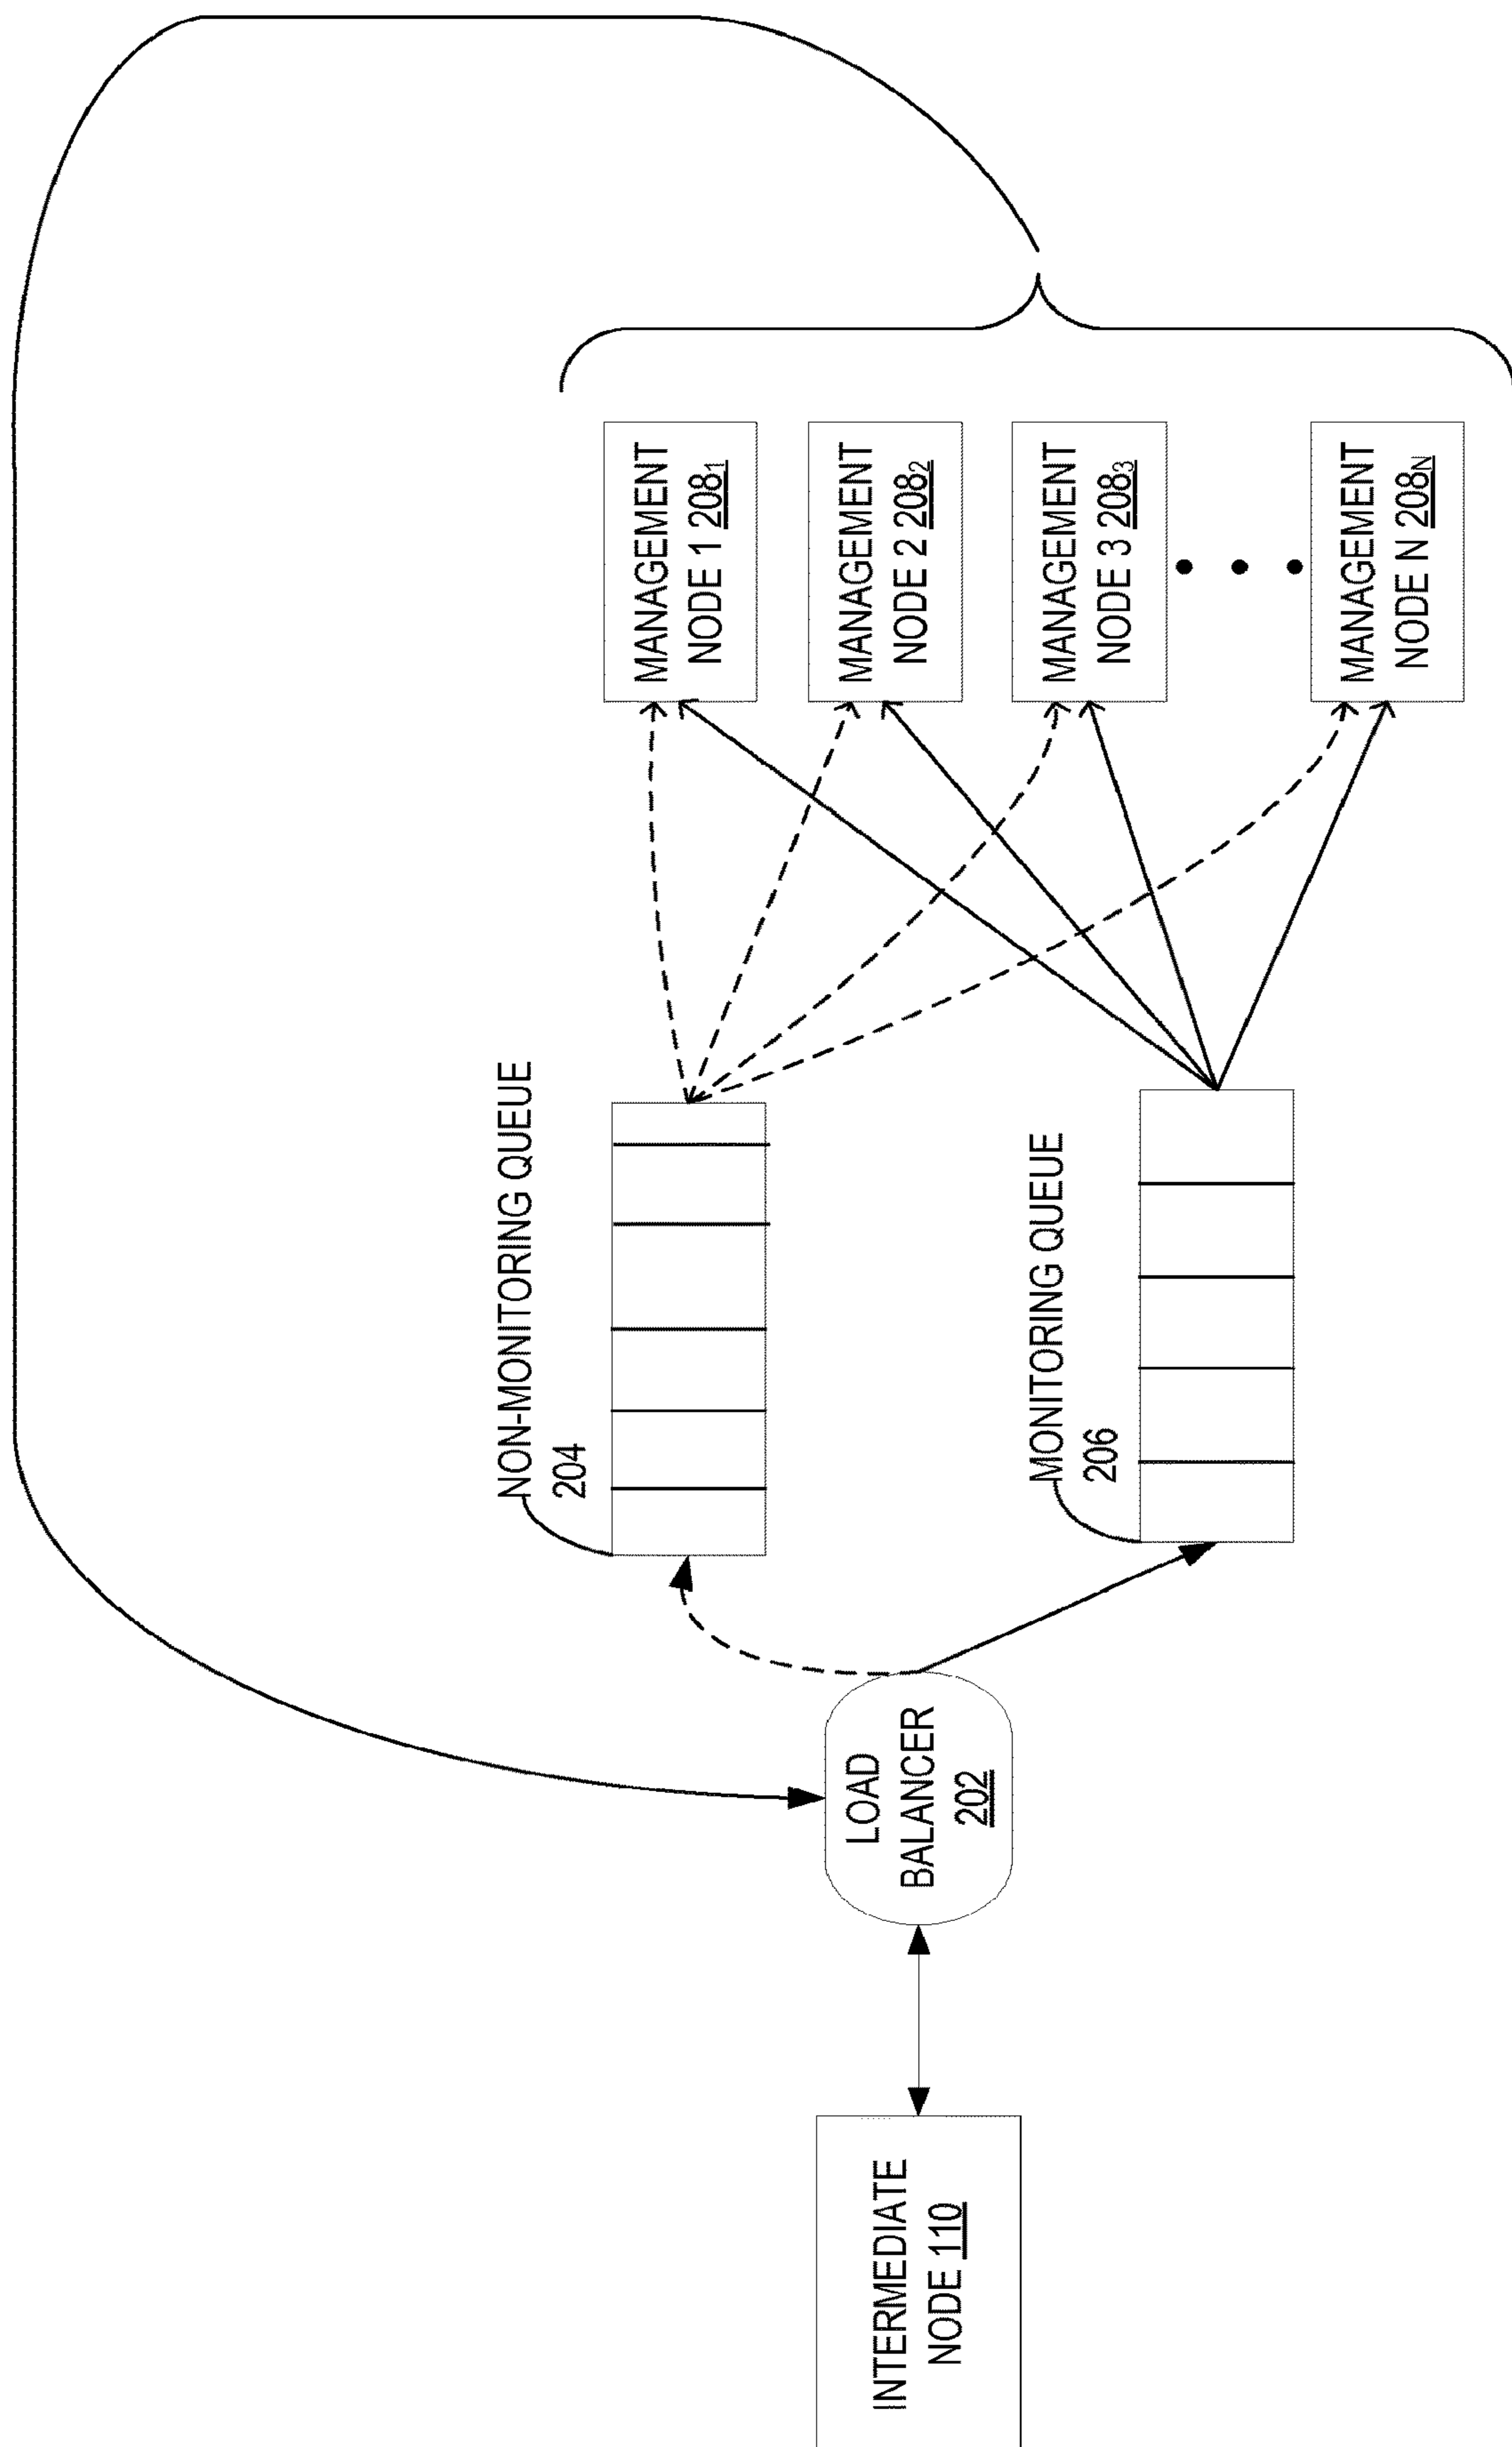 INTERMEDIATE
NODE 110
LOAD
BALANCER
202
NON-MONITORING QUEUE
204
MONITORING QUEUE
206
MANAGEMENT
NODE 1 208₁
MANAGEMENT
NODE 2 208₂
MANAGEMENT
NODE 3 208₃
MANAGEMENT
NODE N 208N